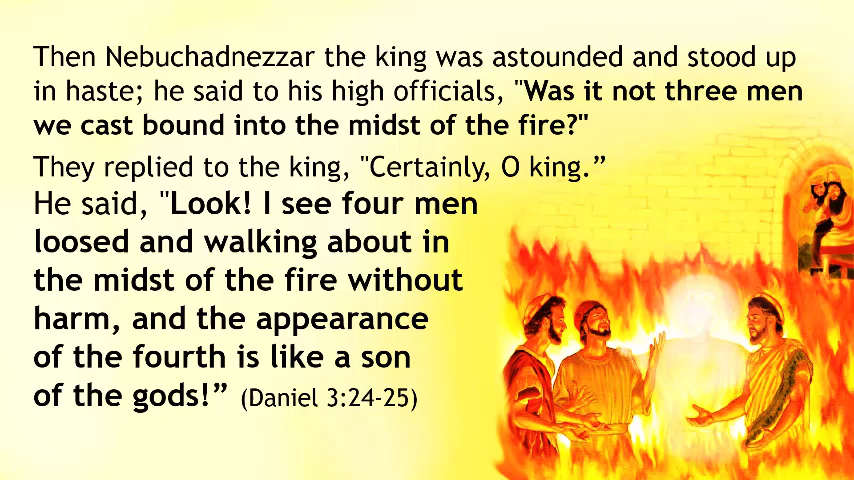 Then Nebuchadnezzar the king was astounded and stood up
in haste; he said to his high officials, "Was it not three men
we cast bound into the midst of the fire?"
They replied to the king, "Certainly, O king.”
He said, "Look! I see four men
loosed and walking about in
the midst of the fire without
harm, and the appearance
of the fourth is like a son
of the gods!” (Daniel 3:24-25)